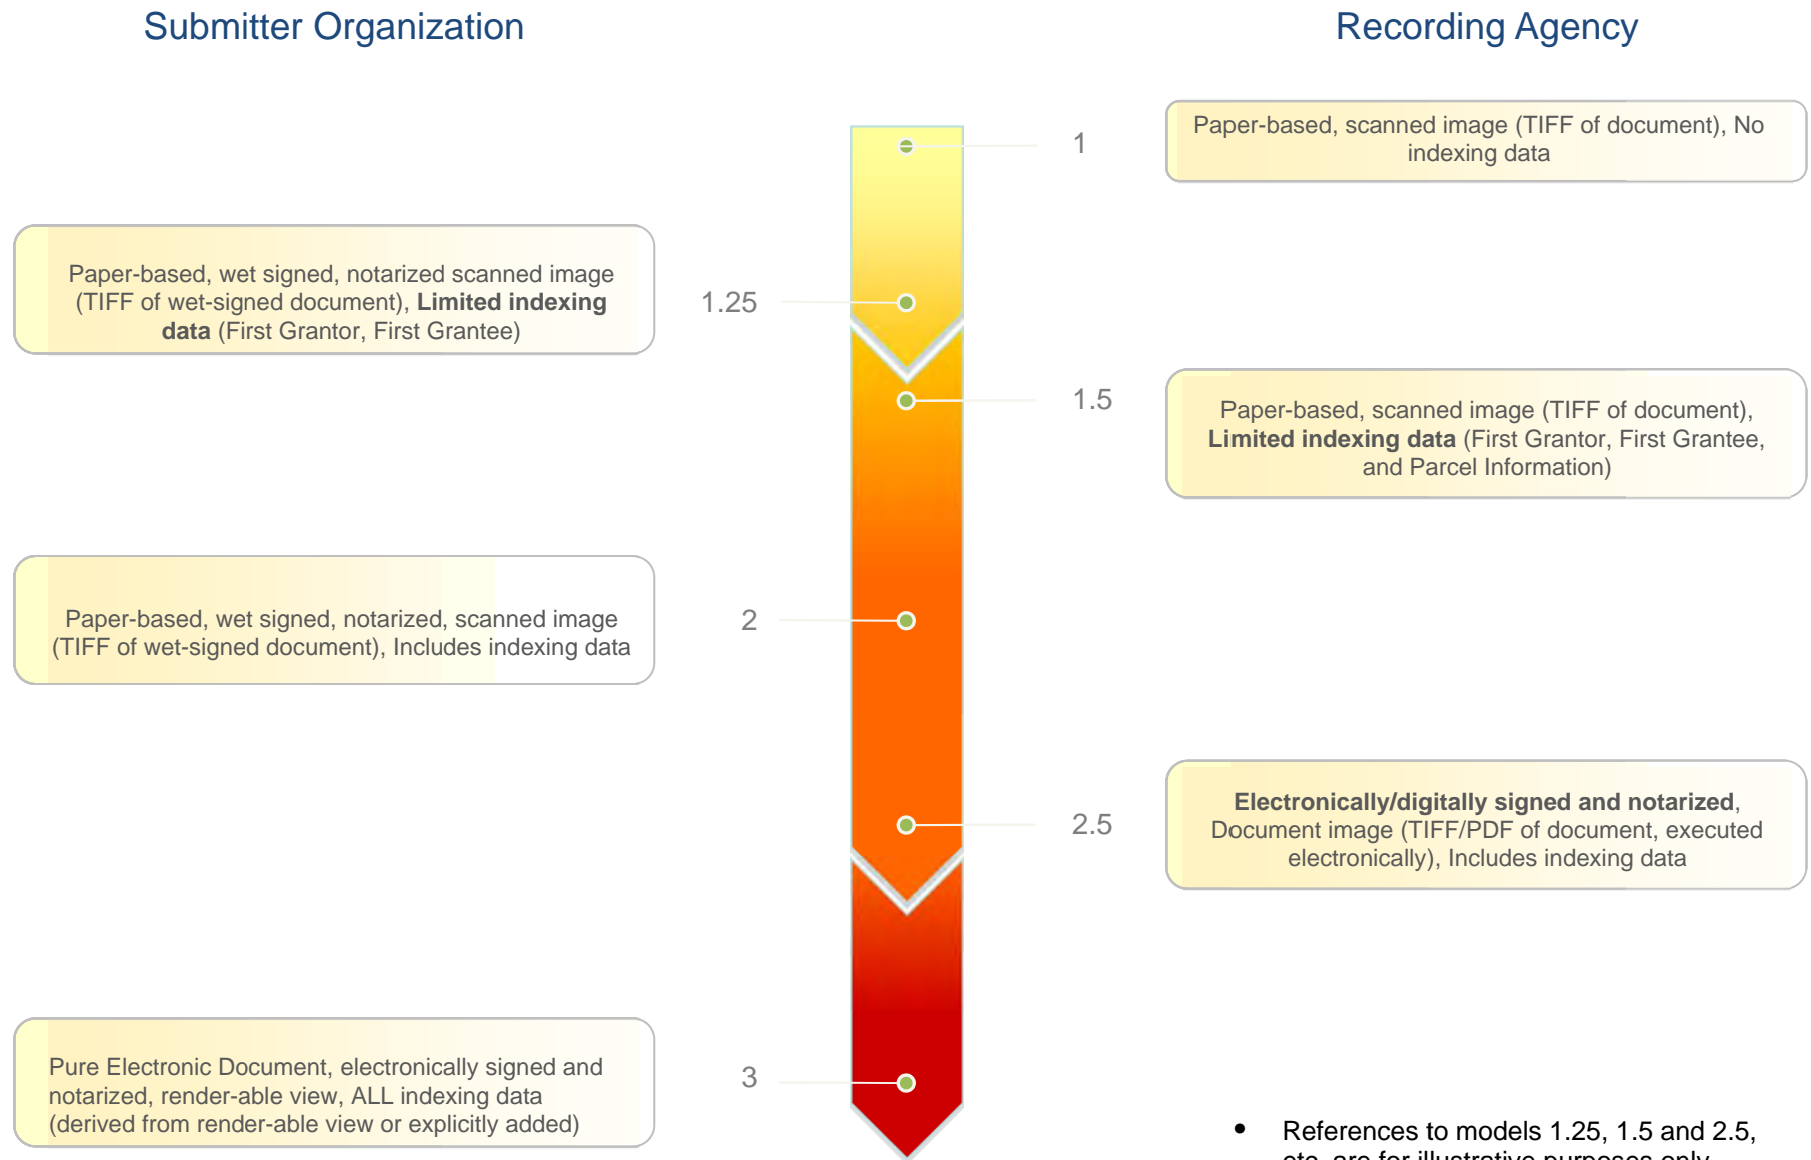 Submitter Organization
Recording Agency
1
Paper-based, scanned image (TIFF of document), No
indexing data
Paper-based, wet signed, notarized scanned image
(TIFF of wet-signed document), Limited indexing
data (First Grantor, First Grantee)
1.25
1.5
Paper-based, scanned image (TIFF of document),
Limited indexing data (First Grantor, First Grantee,
and Parcel Information)
Paper-based, wet signed, notarized, scanned image
(TIFF of wet-signed document), Includes indexing data
2
2.5
Electronically/digitally signed and notarized,
Document image (TIFF/PDF of document, executed
electronically), Includes indexing data
Pure Electronic Document, electronically signed and
notarized, render-able view, ALL indexing data
(derived from render-able view or explicitly added)
3
• References to models 1.25, 1.5 and 2.5,
etc. are for illustrative purposes only